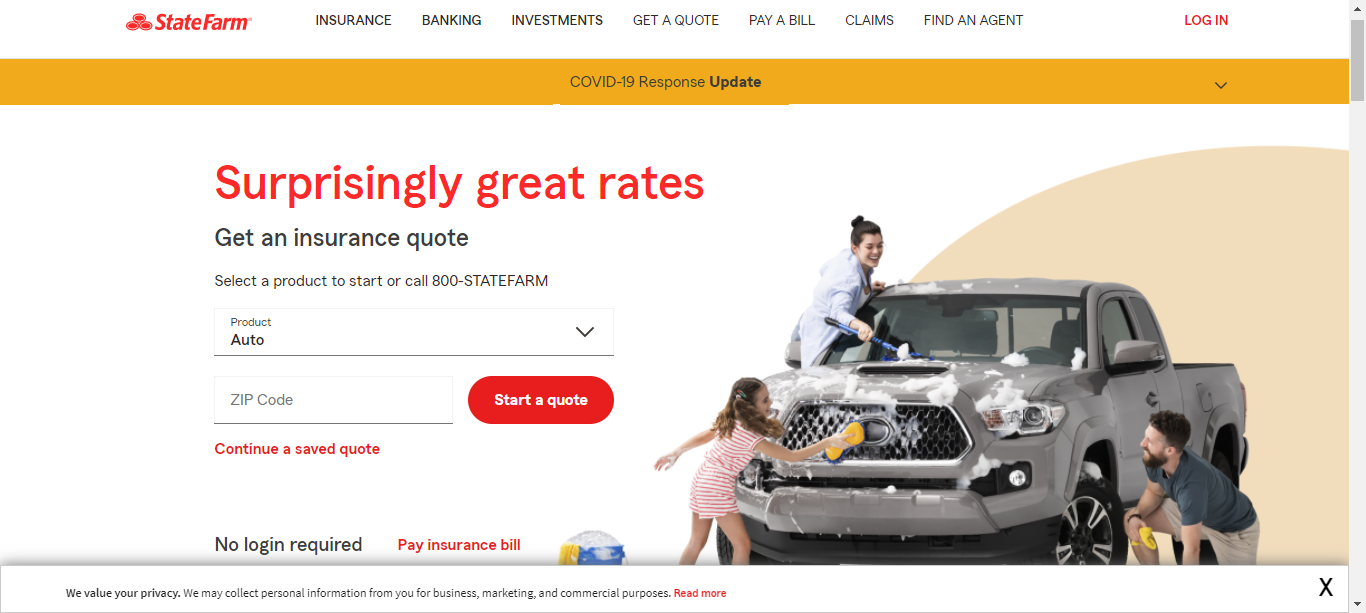 State Farm®
INSURANCE BANKING INVESTMENTS GET A QUOTE PAY A BILL CLAIMS FIND AN AGENT LOG IN
COVID-19 Response Update
Surprisingly great rates
Get an insurance quote
Select a product to start or call 800-STATEFARM
Product
Auto
ZIP Code
Start a quote
Continue a saved quote
No login required Pay insurance bill
We value your privacy. We may collect personal information from you for business, marketing, and commercial purposes. Read more
X